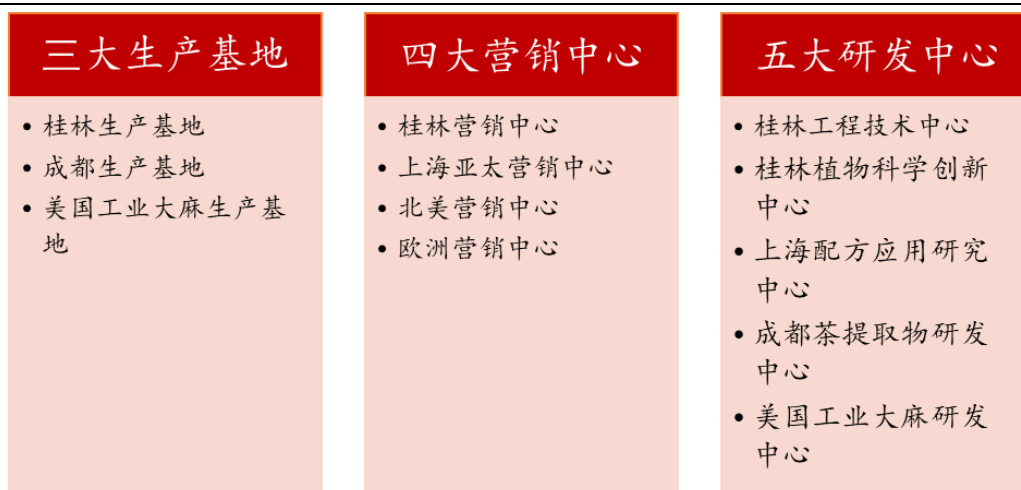 三大生产基地
• 桂林生产基地
• 成都生产基地
• 美国工业大麻生产基
地
四大营销中心
• 桂林营销中心
• 上海亚太营销中心
• 北美营销中心
• 欧洲营销中心
五大研发中心
• 桂林工程技术中心
• 桂林植物科学创新
中心
• 上海配方应用研究
中心
• 成都茶提取物研发
中心
• 美国工业大麻研发
中心